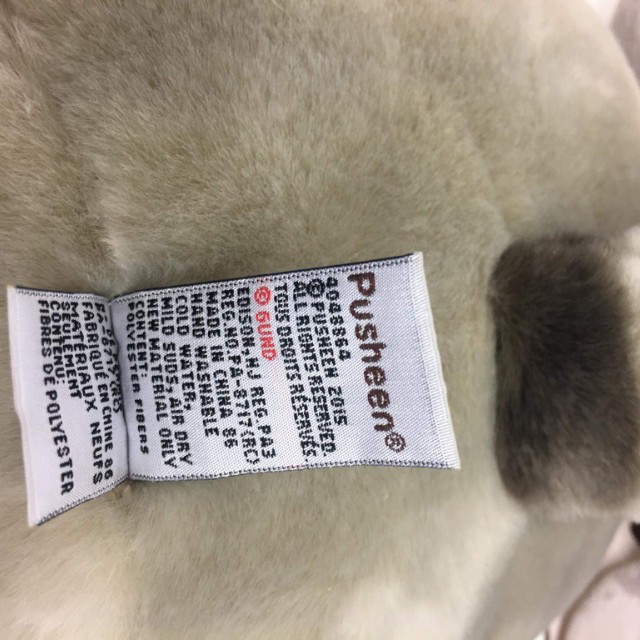 Pusheen®
4048864
© PUSHEEN 2015
ALL RIGHTS RESERVED
TOUS DROITS RÉSERVÉS
© GUND
EDISON-NJ REG.PA3
REG.NO.PA-8717(RC)
MADE IN CHINA 86
HAND WASHABLE
COLD WATER,
MILD SUDS. AIR DRY
NEW MATERIAL ONLY
CONTENT:
POLYESTER FIBERS
FABRIQUÉ EN CHINE 86
MATÉRIAUX NEUFS
SEULEMENT
CONTENU:
FIBRES DE POLYESTER